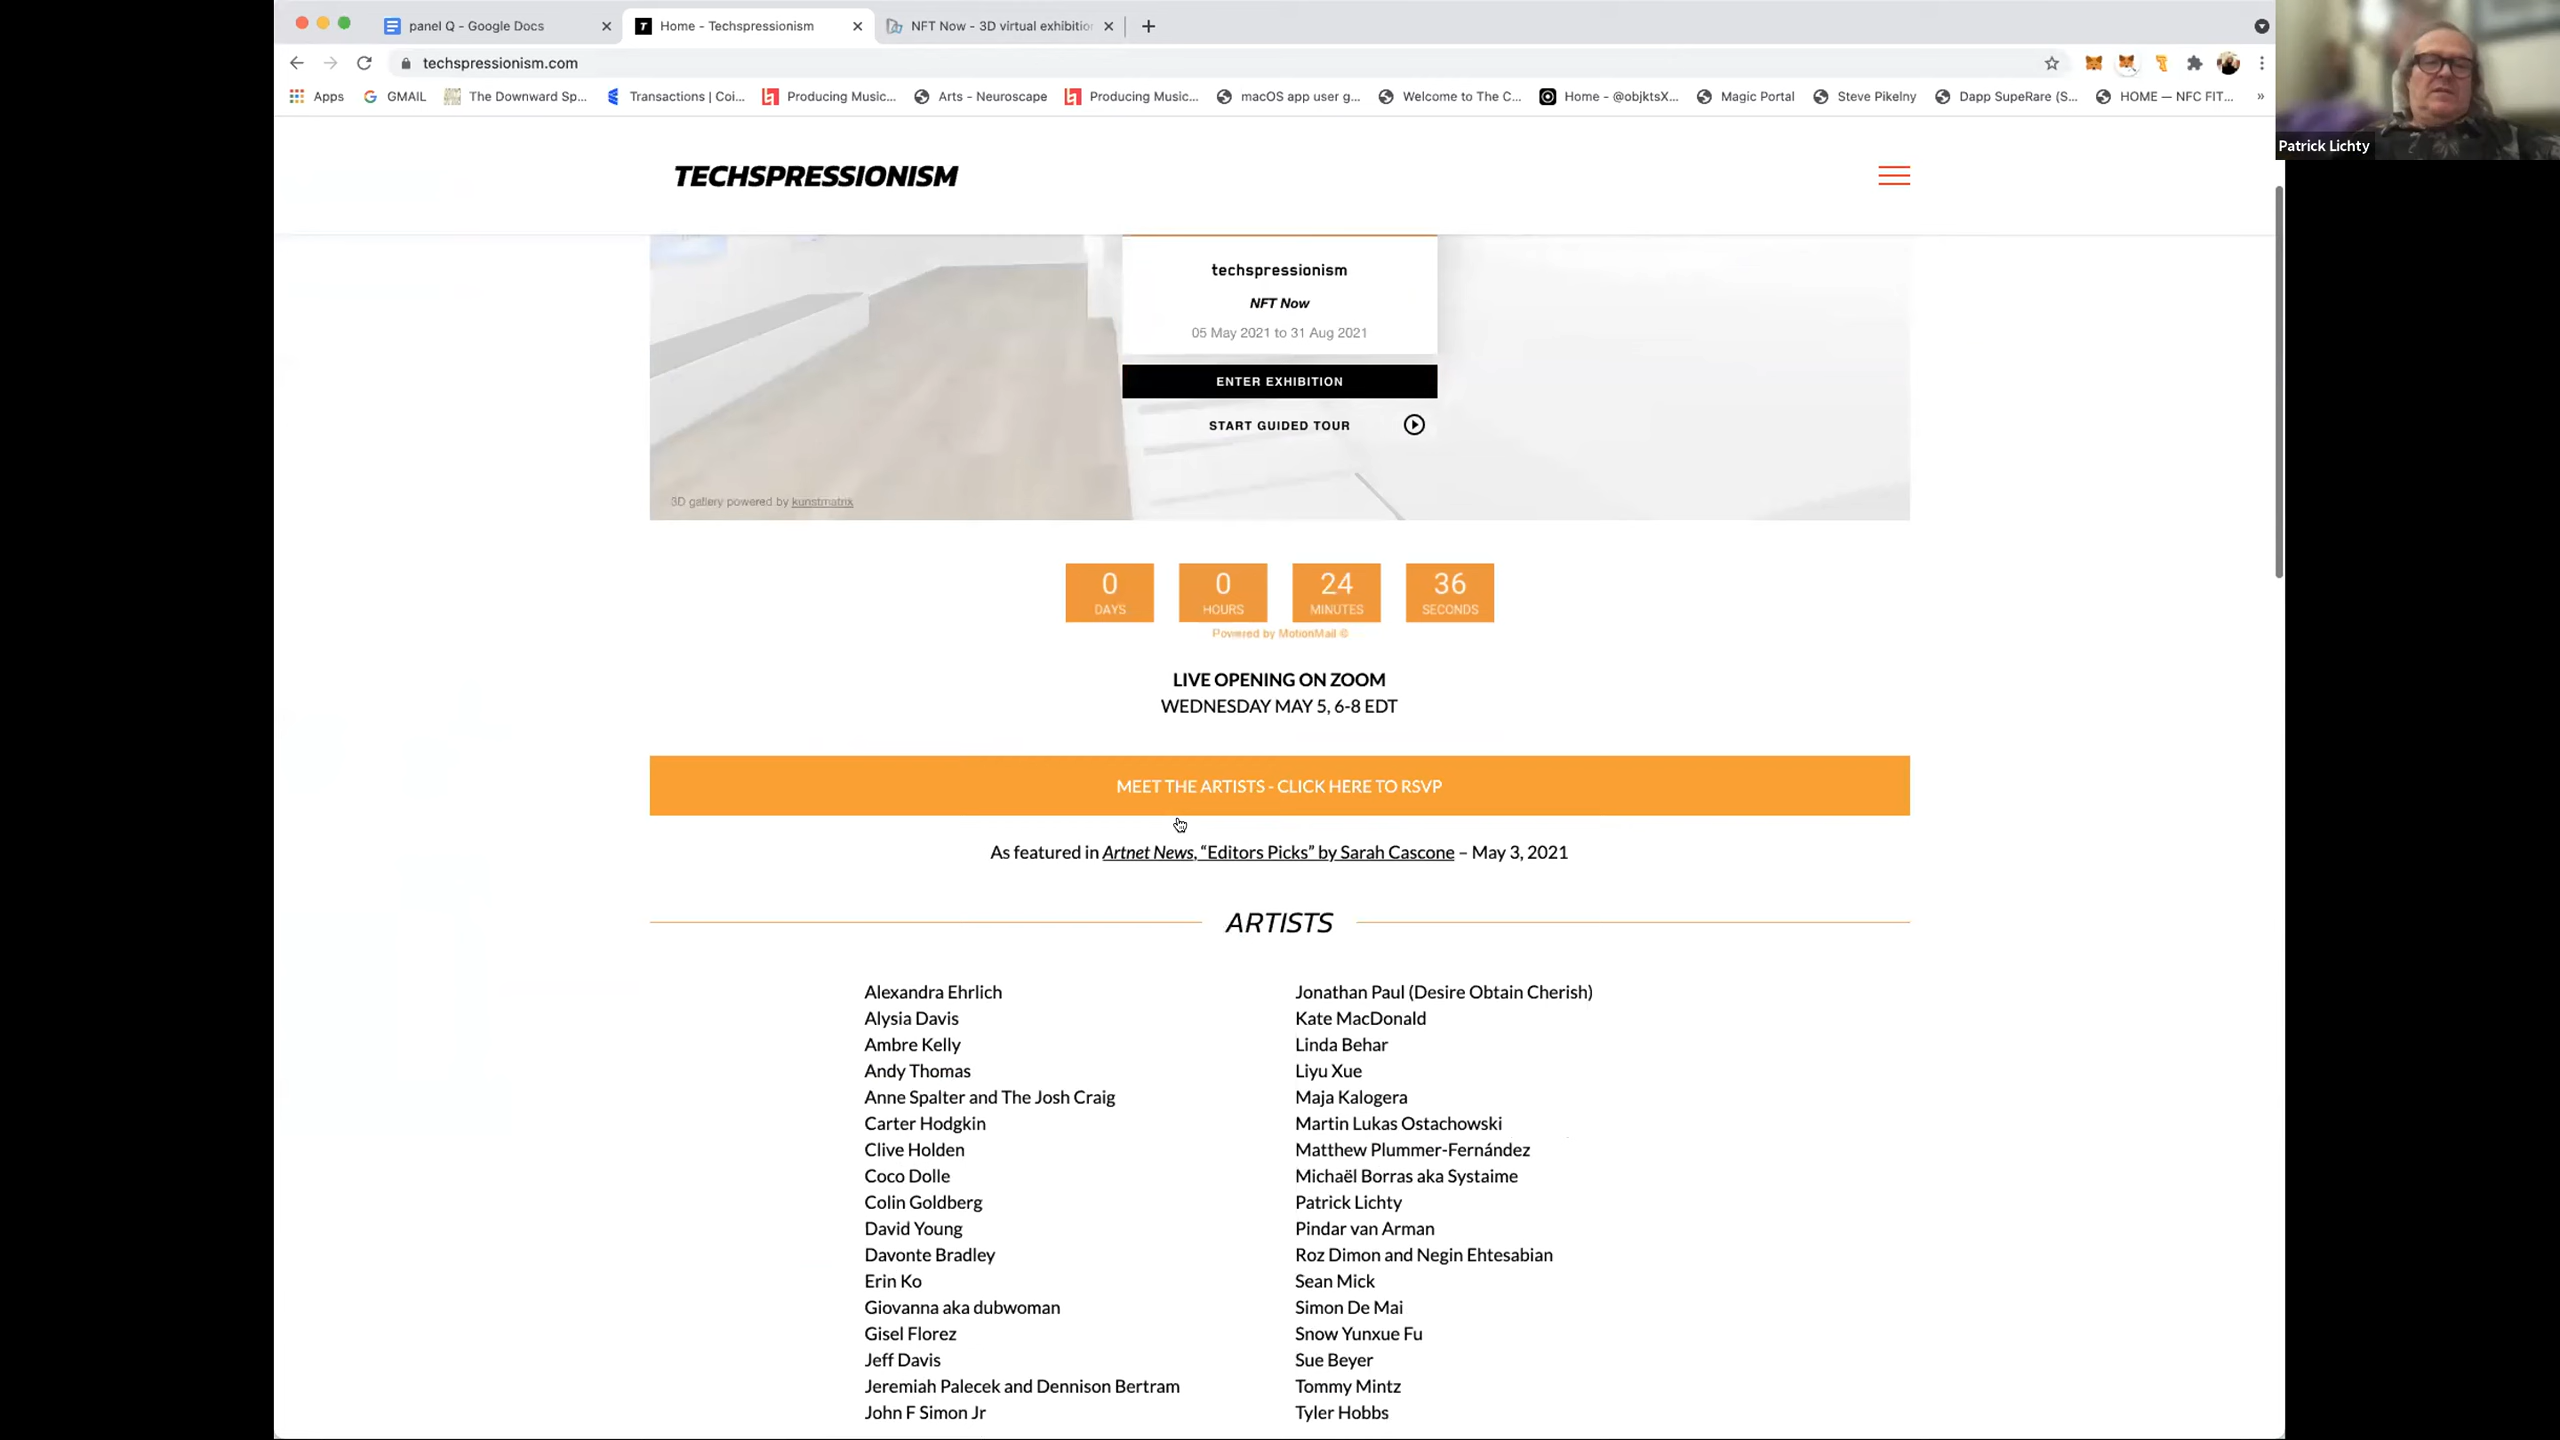 panel Q - Google Docs
Home - Techspressionism
NFT Now - 3D virtual exhibitio
techspressionism.com
Apps
GMAIL
The Downward Sp...
Transactions | Coi...
Producing Music...
Arts - Neuroscape
Producing Music...
macOS app user g...
Welcome to The C...
Home - @objktsX...
Magic Portal
Steve Pikelny
Dapp SupeRare (S...
HOME — NFC FIT...
»
Patrick Lichty
TECHSPRESSIONISM
techspressionism
NFT Now
05 May 2021 to 31 Aug 2021
ENTER EXHIBITION
START GUIDED TOUR
3D gallery powered by kunstmatrix
0 0 24 36
DAYS HOURS MINUTES SECONDS
Powered by MotionMail ©
LIVE OPENING ON ZOOM
WEDNESDAY MAY 5, 6-8 EDT
MEET THE ARTISTS - CLICK HERE TO RSVP
As featured in Artnet News, “Editors Picks” by Sarah Cascone – May 3, 2021
ARTISTS
Alexandra Ehrlich
Alysia Davis
Ambre Kelly
Andy Thomas
Anne Spalter and The Josh Craig
Carter Hodgkin
Clive Holden
Coco Dolle
Colin Goldberg
David Young
Davonte Bradley
Erin Ko
Giovanna aka dubwoman
Gisel Florez
Jeff Davis
Jeremiah Palecek and Dennison Bertram
John F Simon Jr
Jonathan Paul (Desire Obtain Cherish)
Kate MacDonald
Linda Behar
Liyu Xue
Maja Kalogera
Martin Lukas Ostachowski
Matthew Plummer-Fernández
Michaël Borras aka Systaime
Patrick Lichty
Pindar van Arman
Roz Dimon and Negin Ehtesabian
Sean Mick
Simon De Mai
Snow Yunxue Fu
Sue Beyer
Tommy Mintz
Tyler Hobbs